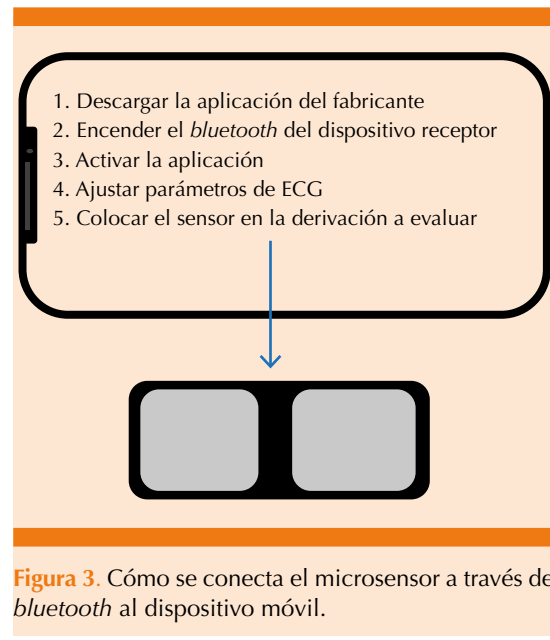 1. Descargar la aplicación del fabricante
2. Encender el bluetooth del dispositivo receptor
3. Activar la aplicación
4. Ajustar parámetros de ECG
5. Colocar el sensor en la derivación a evaluar
Figura 3. Cómo se conecta el microsensor a través de
bluetooth al dispositivo móvil.